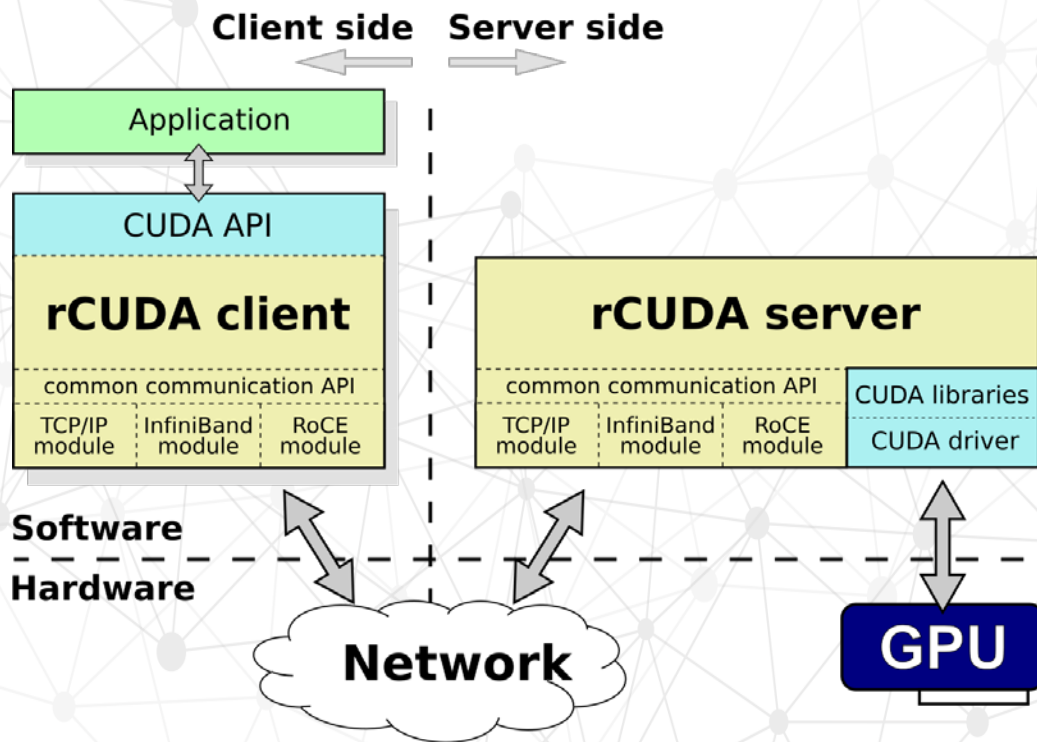 Client side
Server side
Application
CUDA API
rCUDA client
common communication API
TCP/IP
module
InfiniBand
module
RoCE
module
rCUDA server
common communication API
TCP/IP
module
InfiniBand
module
RoCE
module
CUDA libraries
CUDA driver
Software
Hardware
Network
GPU